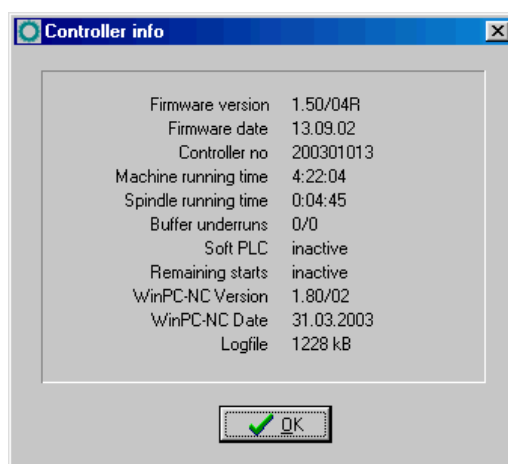 Controller info
Firmware version 1.50/04R
Firmware date 13.09.02
Controller no 200301013
Machine running time 4:22:04
Spindle running time 0:04:45
Buffer underruns 0/0
Soft PLC inactive
Remaining starts inactive
WinPC-NC Version 1.80/02
WinPC-NC Date 31.03.2003
Logfile 1228 kB
OK